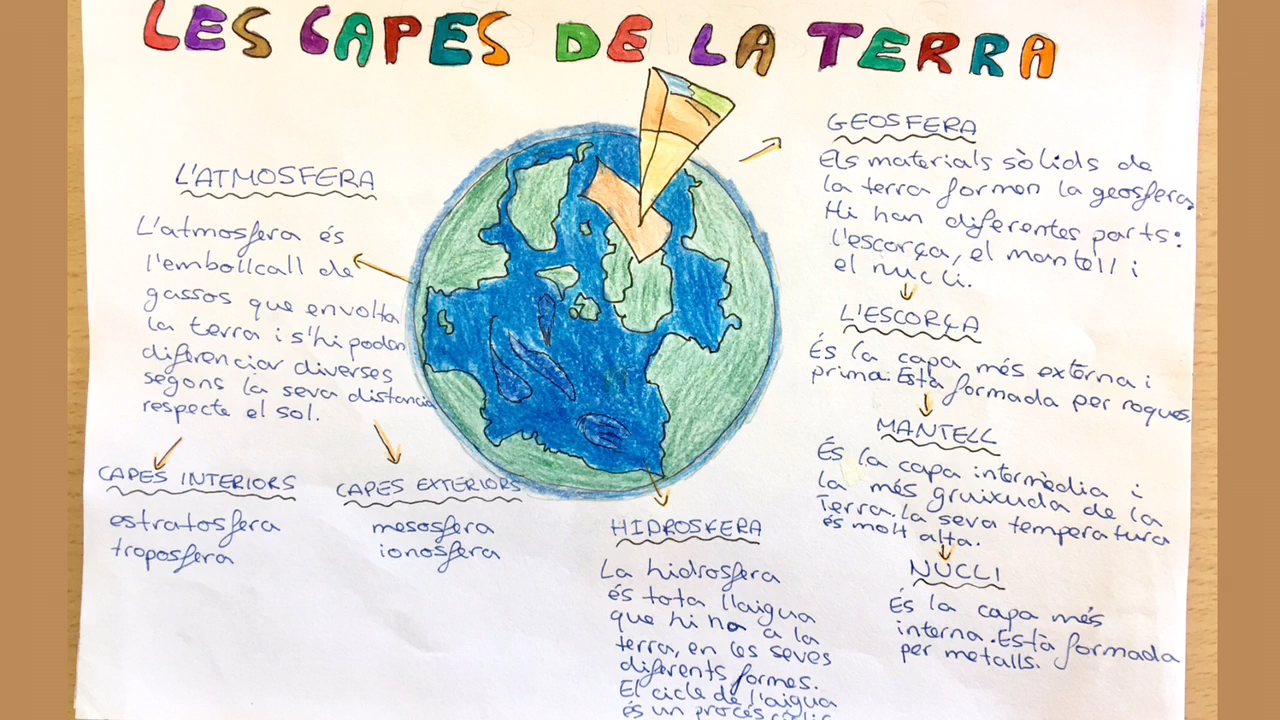 LES CAPES DE LA TERRA
L'ATMOSFERA
L'atmosfera és
l'embollcall de
gassos que envolta
la terra i s'hi poden
diferenciar diverses
segons la seva distancia
respecte el sol.
CAPES INTERIORS
estratosfera
troposfera
CAPES EXTERIORS
mesosfera
ionosfera
HIDROSFERA
La hidrosfera
és tota l'aigua
que hi ha a la
terra, en les seves
diferents formes.
El cicle de l'aigua
és un procés cíclic
GEOSFERA
Els materials sòlids de
la terra formen la geosfera,
Hi han diferentes parts:
l'escorça, el mantell i
el nucli.
L'ESCORÇA
És la capa més externa i
prima. Està formada per roques.
MANTELL
És la capa intermèdia i
la més gruixuda de la
Terra. la seva temperatura
és molt alta.
NUCLI
És la capa més
interna. Està formada
per metalls.